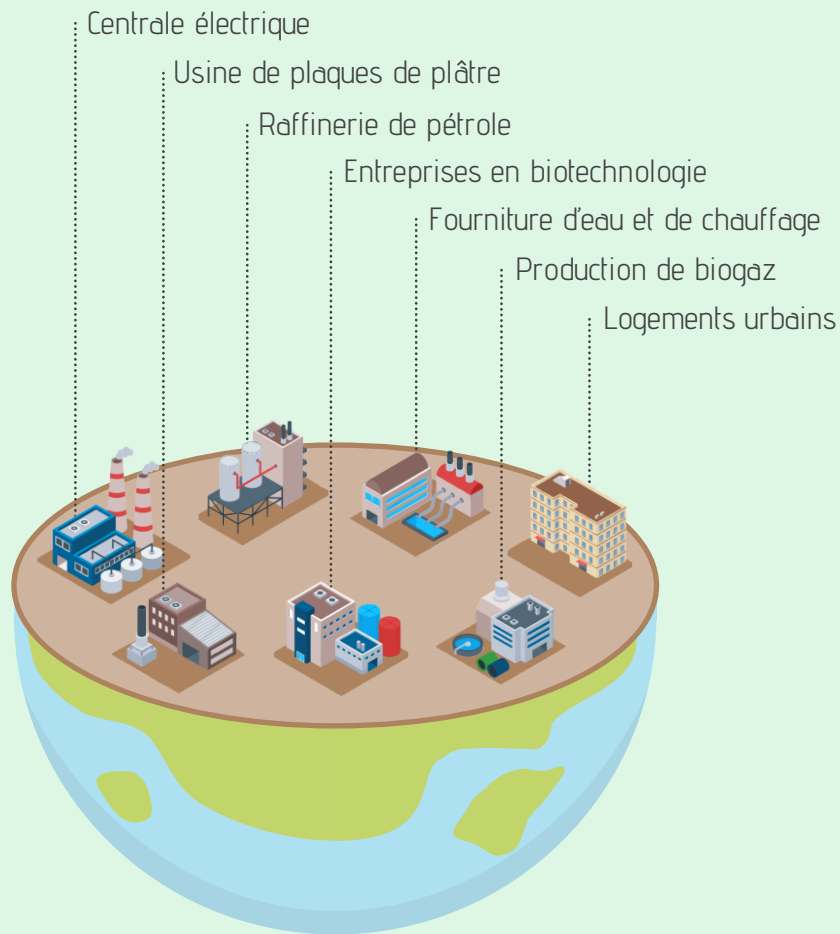 Centrale électrique
Usine de plaques de plâtre
Raffinerie de pétrole
Entreprises en biotechnologie
Fourniture d'eau et de chauffage
Production de biogaz
Logements urbains